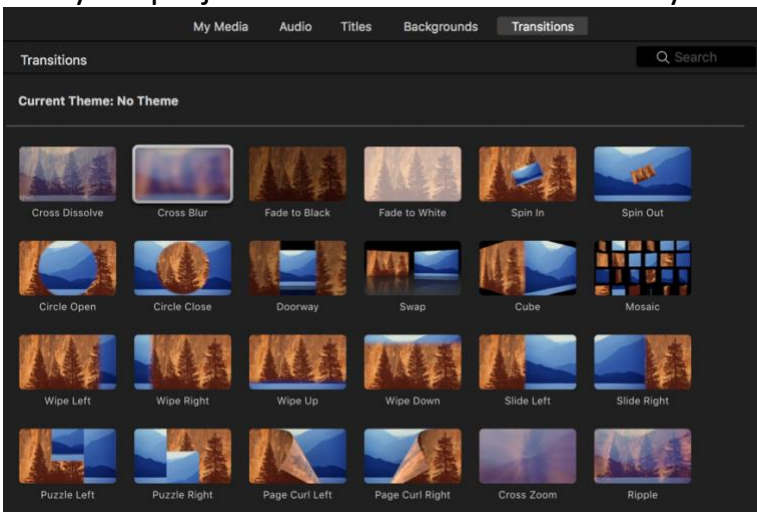 My Media Audio Titles Backgrounds Transitions
Transitions Search
Current Theme: No Theme
Cross Dissolve Cross Blur Fade to Black Fade to White Spin In Spin Out
Circle Open Circle Close Doorway Swap Cube Mosaic
Wipe Left Wipe Right Wipe Up Wipe Down Slide Left Slide Right
Puzzle Left Puzzle Right Page Curl Left Page Curl Right Cross Zoom Ripple